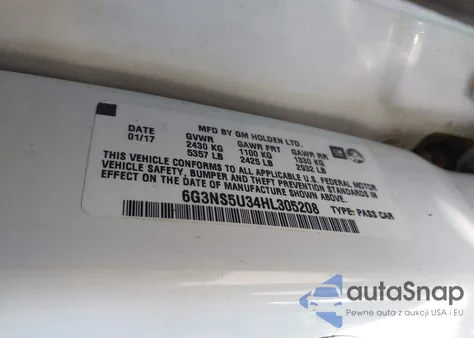 MFD BY GM HOLDEN LTD.
DATE GVWR GAWR FRT GAWR RR
01/17 2430 KG 1100 KG 1330 KG
5357 LB 2425 LB 2932 LB
THIS VEHICLE CONFORMS TO ALL APPLICABLE U.S. FEDERAL MOTOR
VEHICLE SAFETY, BUMPER AND THEFT PREVENTION STANDARDS IN
EFFECT ON THE DATE OF MANUFACTURE SHOWN ABOVE.
6G3NS5U34HL305208 TYPE: PASS CAR
GM
autoSnap
Pewne auta z aukcji USA i EU